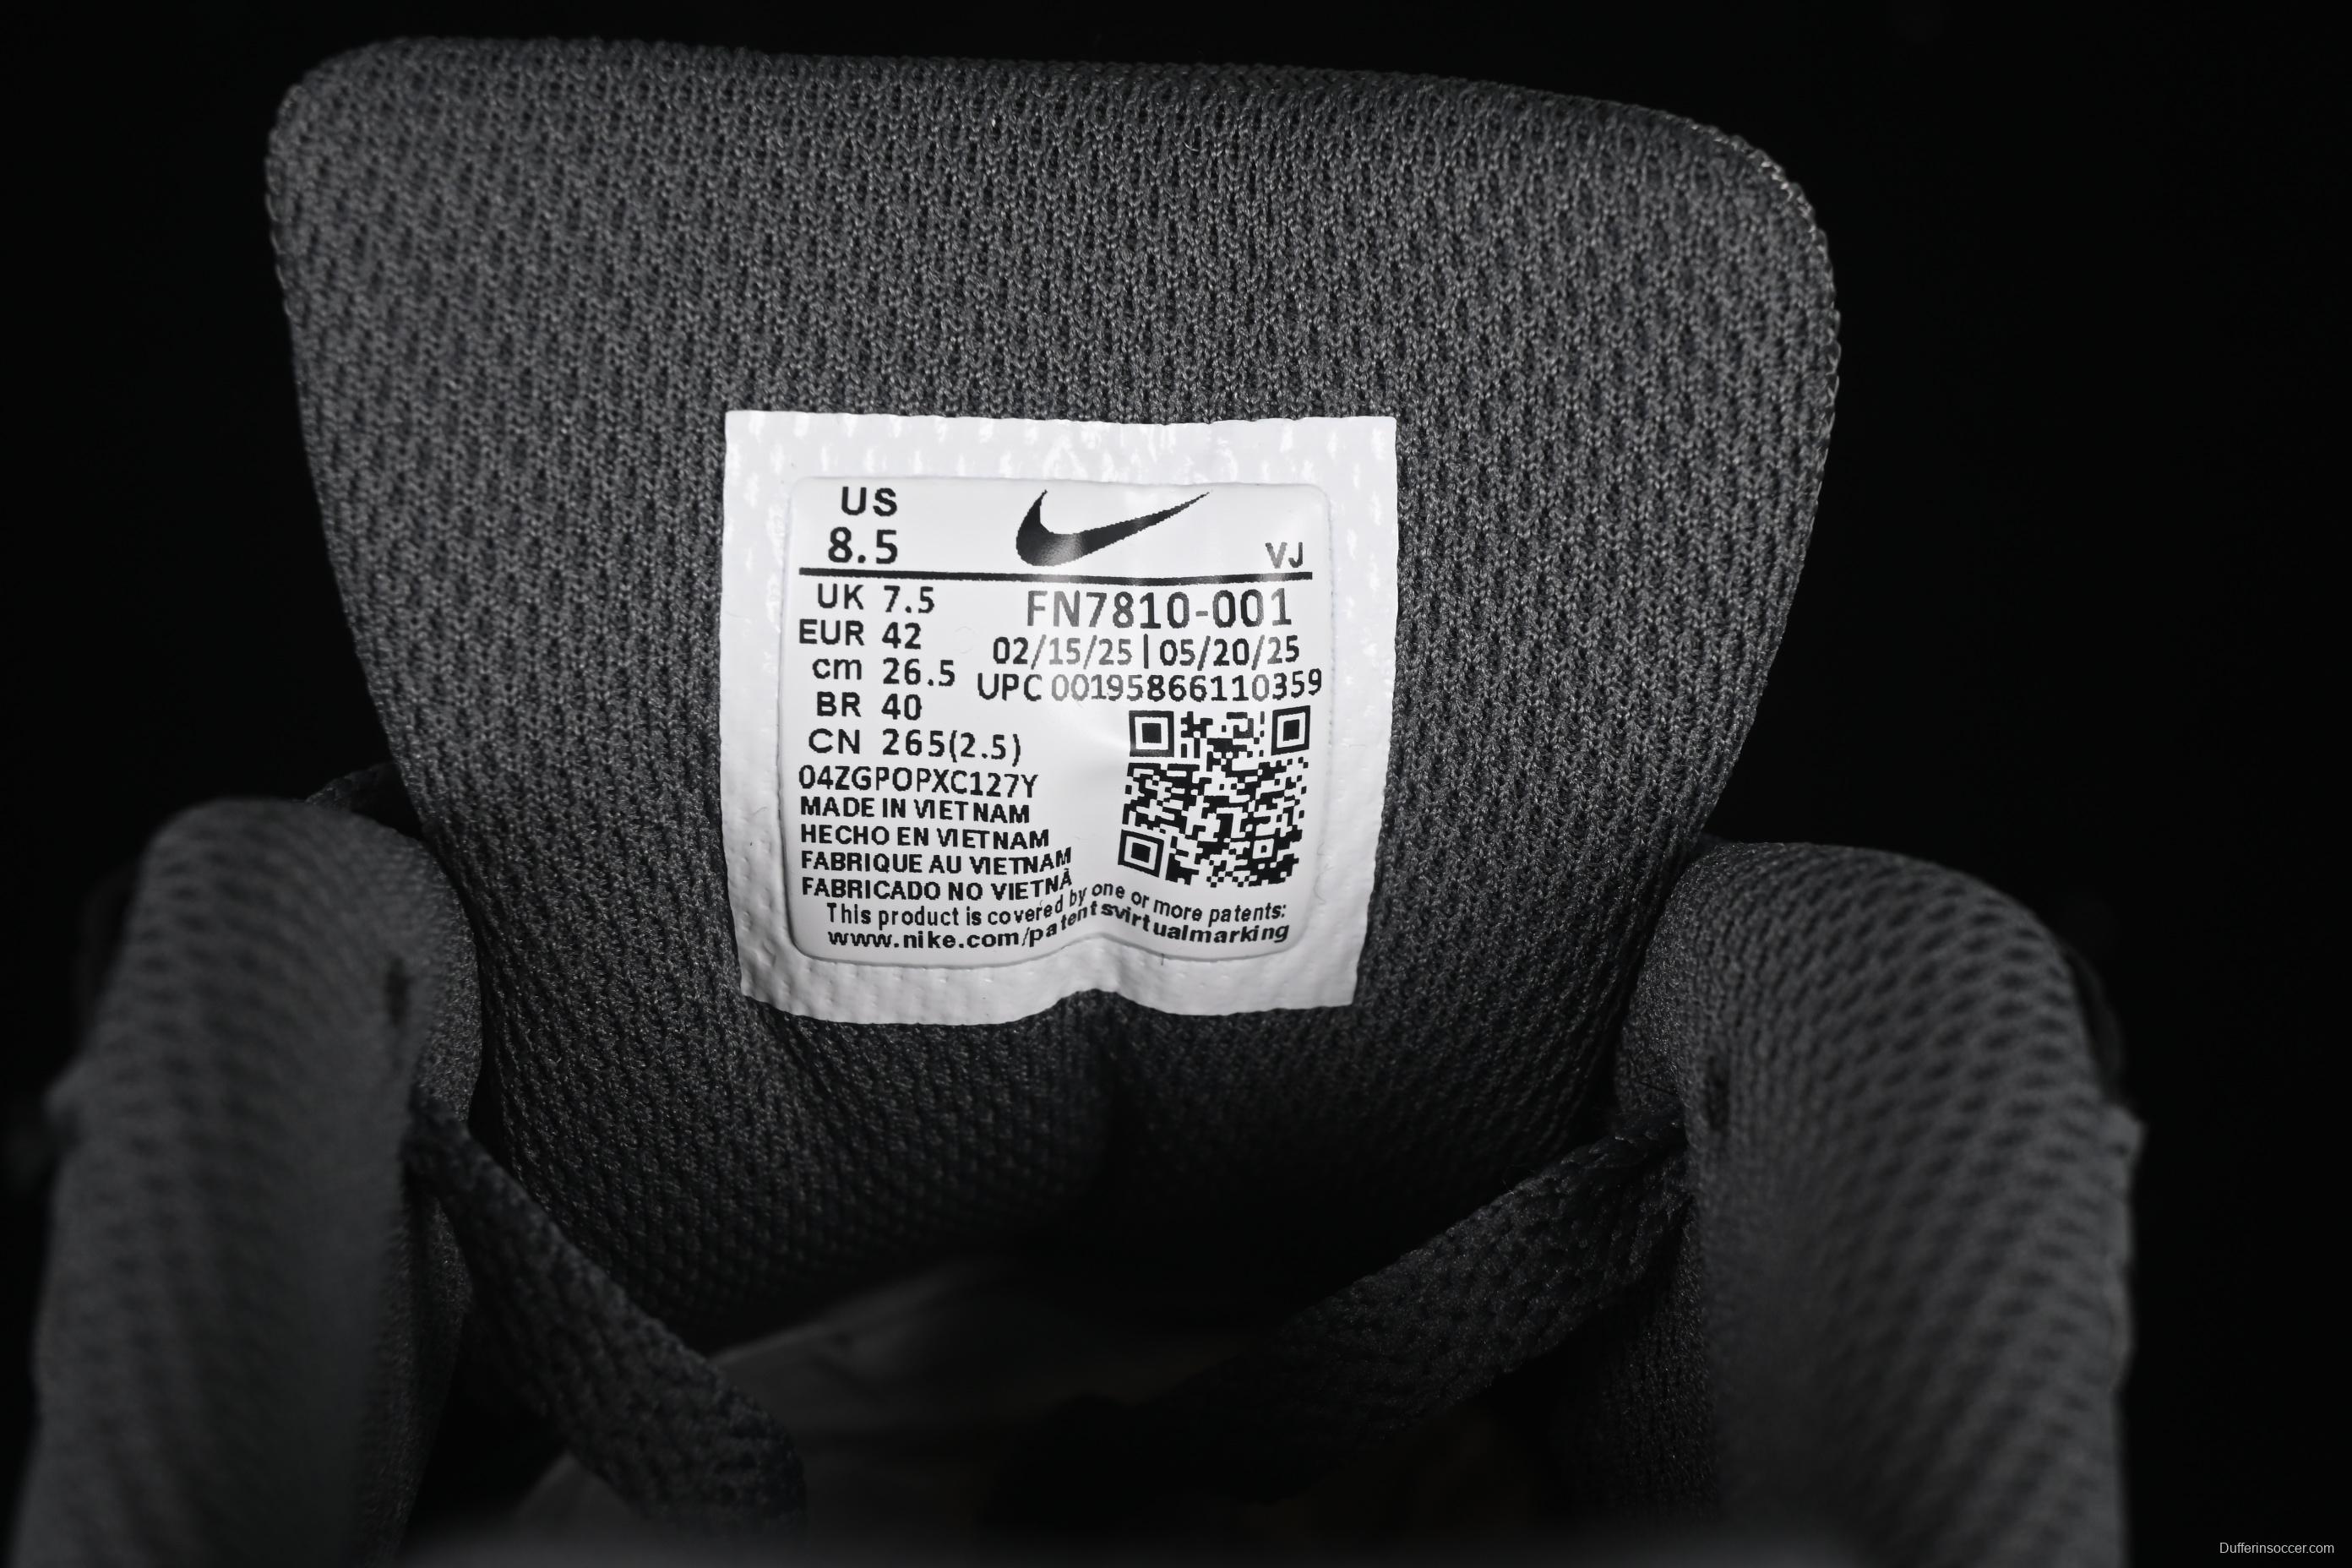 US
8.5
VJ
UK 7.5
EUR 42
cm 26.5
BR 40
CN 265(2.5)
FN7810-001
02/15/25|05/20/25
UPC 00195866110359
04ZGPOPXC127Y
MADE IN VIETNAM
HECHO EN VIETNAM
FABRIQUE AU VIETNAM
FABRICADO NO VIETNÃ
This product is covered by one or more patents:
www.nike.com/patentsvirtualmarking
Dufferinsoccer.com